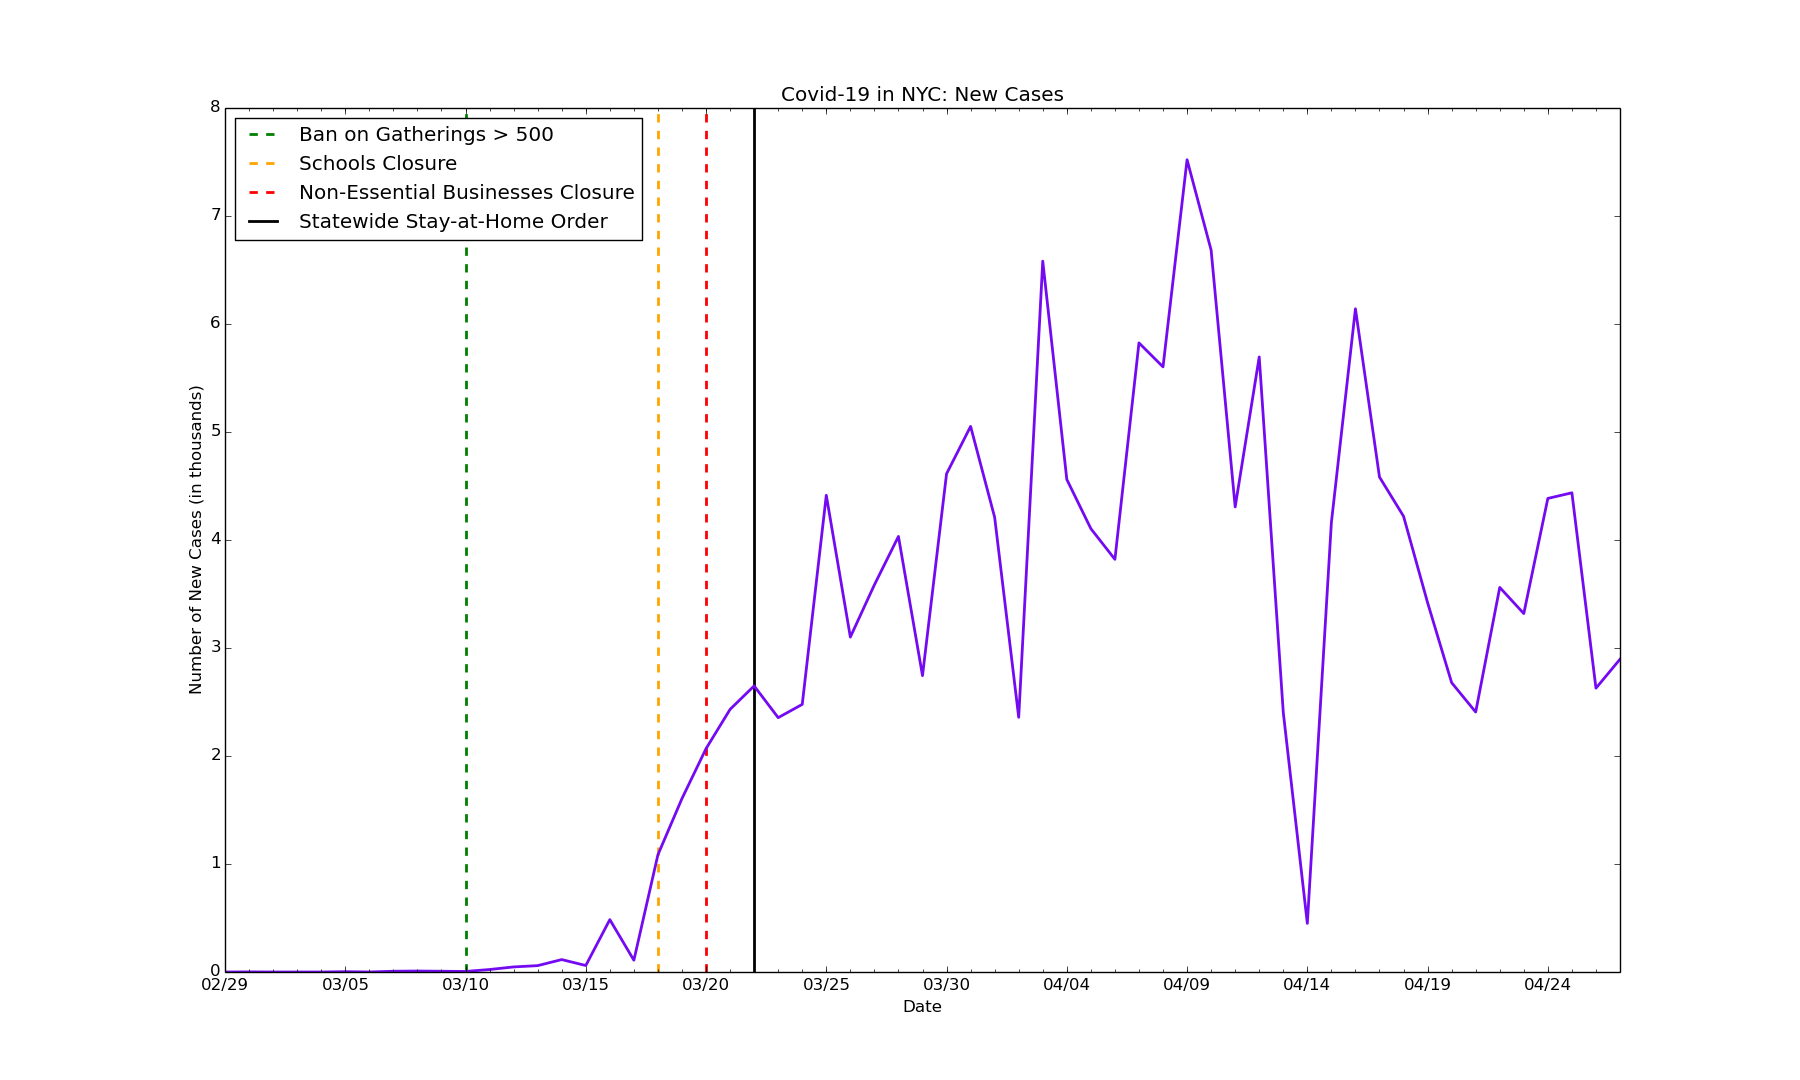 Covid-19 in NYC: New Cases
Ban on Gatherings > 500
Schools Closure
Non-Essential Businesses Closure
Statewide Stay-at-Home Order
Number of New Cases (in thousands)
8
7
6
5
4
3
2
1
0
02/29 03/05 03/10 03/15 03/20 03/25 03/30 04/04 04/09 04/14 04/19 04/24
Date